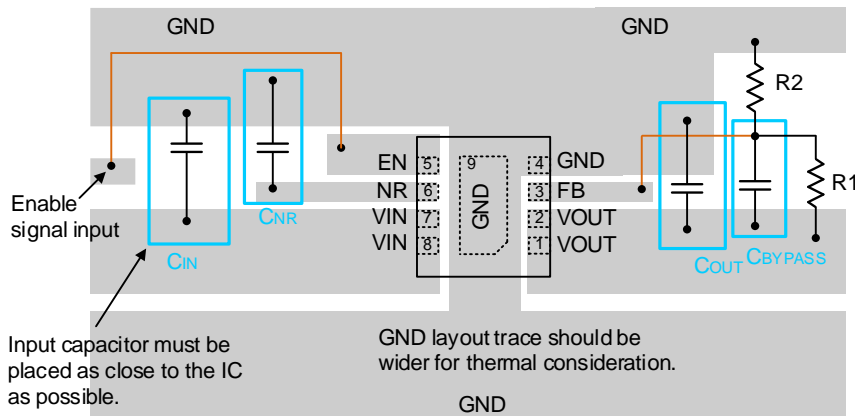 GND
GND
R2
EN 5 9 4 GND
R1
NR 6 3 FB
Enable
signal input
GND
CNR
VIN 7 2 VOUT
VIN 8 1 VOUT
CIN
COUT
CBYPASS
Input capacitor must be
placed as close to the IC
as possible.
GND layout trace should be
wider for thermal consideration.
GND